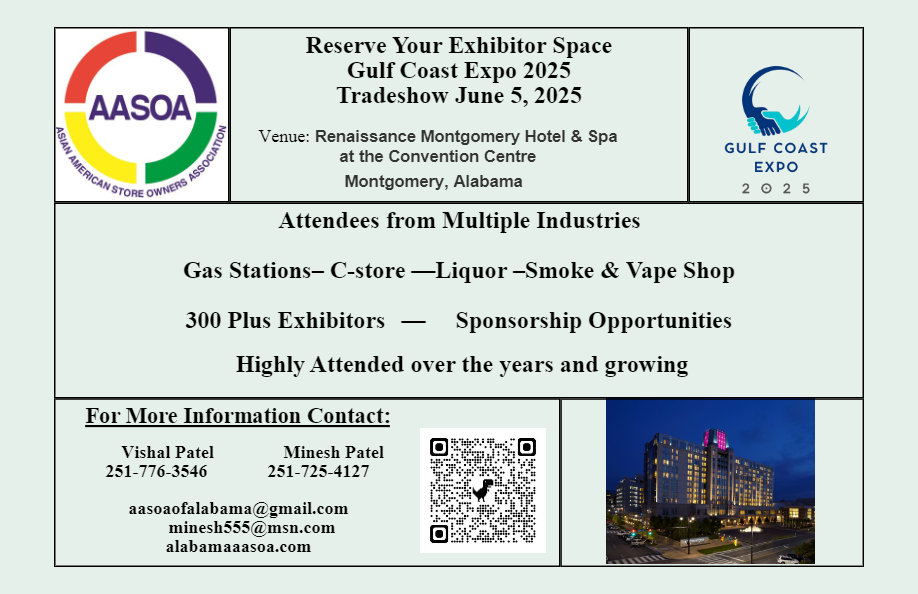 AASOA
ASIAN AMERICAN STORE OWNERS ASSOCIATION
Reserve Your Exhibitor Space
Gulf Coast Expo 2025
Tradeshow June 5, 2025
Venue: Renaissance Montgomery Hotel & Spa
at the Convention Centre
Montgomery, Alabama
GULF COAST
EXPO
2025
Attendees from Multiple Industries
Gas Stations– C-store —Liquor –Smoke & Vape Shop
300 Plus Exhibitors — Sponsorship Opportunities
Highly Attended over the years and growing
For More Information Contact:
Vishal Patel Minesh Patel
251-776-3546 251-725-4127
aasoaofalabama@gmail.com
minesh555@msn.com
alabamaaasoa.com